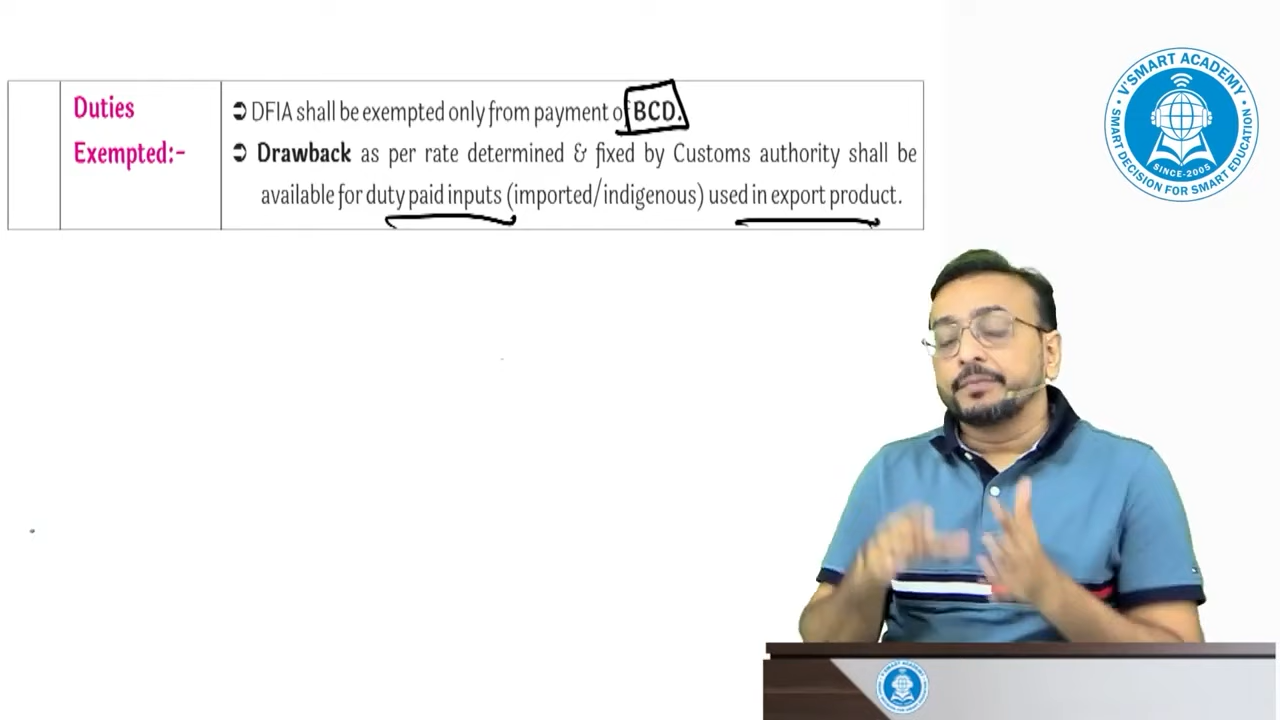 Duties
Exempted:-
➲ DFIA shall be exempted only from payment of BCD.
➲ Drawback as per rate determined & fixed by Customs authority shall be
available for duty paid inputs (imported/indigenous) used in export product.
V'SMART ACADEMY
SINCE-2005
SMART DECISION FOR SMART EDUCATION